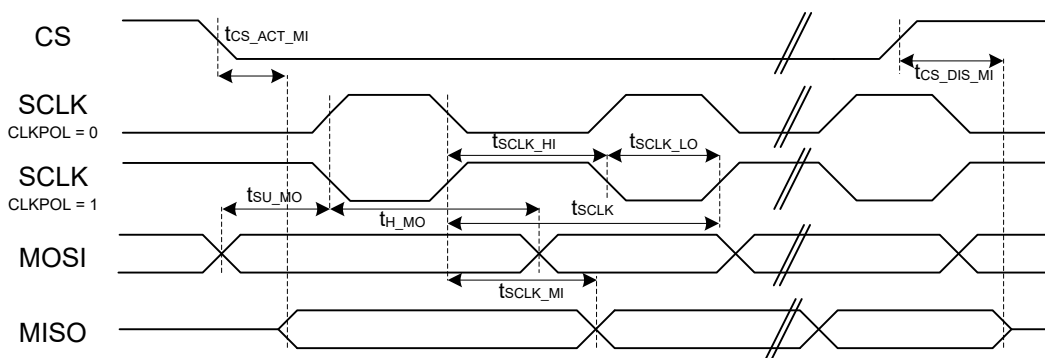 CS
tCS_ACT_MI
tCS_DIS_MI
SCLK
CLKPOL = 0
tSCLK_HI
tSCLK_LO
SCLK
CLKPOL = 1
tSU_MO
tH_MO
tSCLK
MOSI
tSCLK_MI
MISO